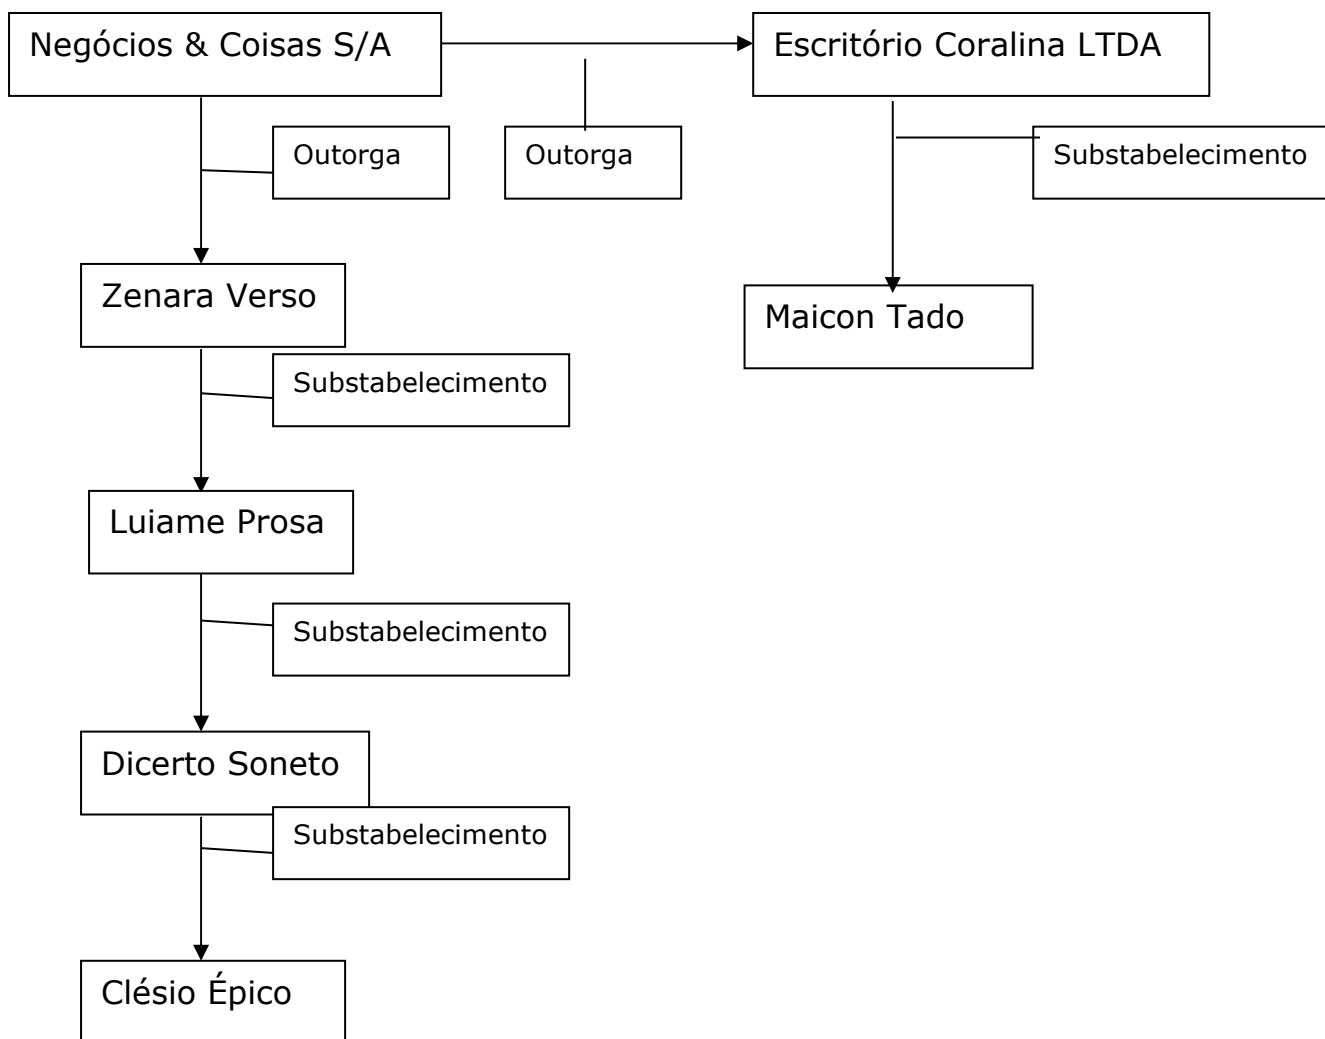 Negócios & Coisas S/A
Escritório Coralina LTDA
Outorga
Outorga
Substabelecimento
Zenara Verso
Maicon Tado
Substabelecimento
Luiame Prosa
Substabelecimento
Dicerto Soneto
Substabelecimento
Clésio Épico